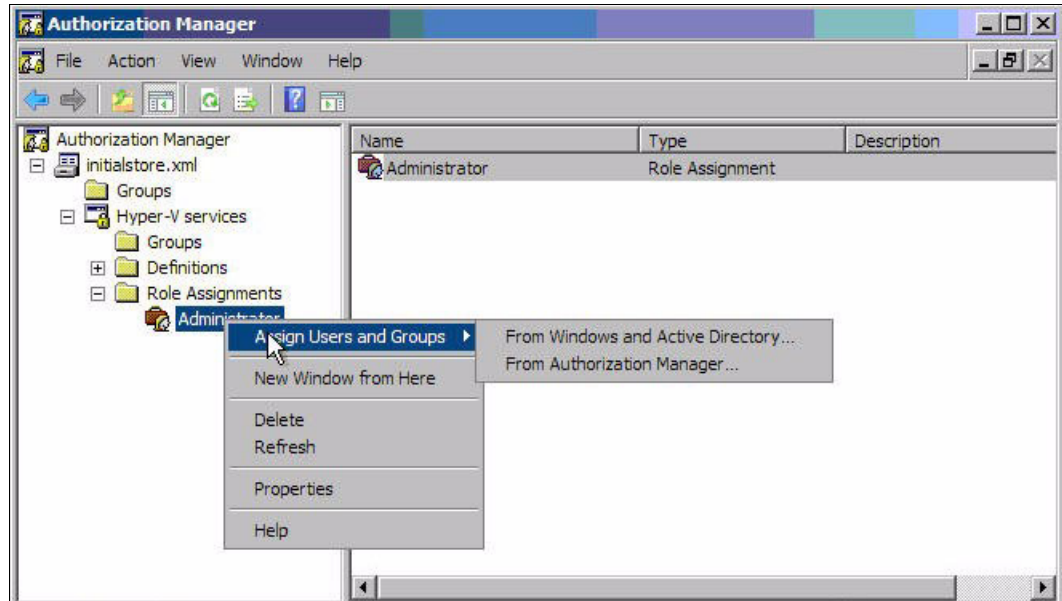 Authorization Manager
File Action View Window Help
Authorization Manager
initialstore.xml
Groups
Hyper-V services
Groups
Definitions
Role Assignments
Administrator
Name Type Description
Administrator Role Assignment
Assign Users and Groups
New Window from Here
Delete
Refresh
Properties
Help
From Windows and Active Directory...
From Authorization Manager...